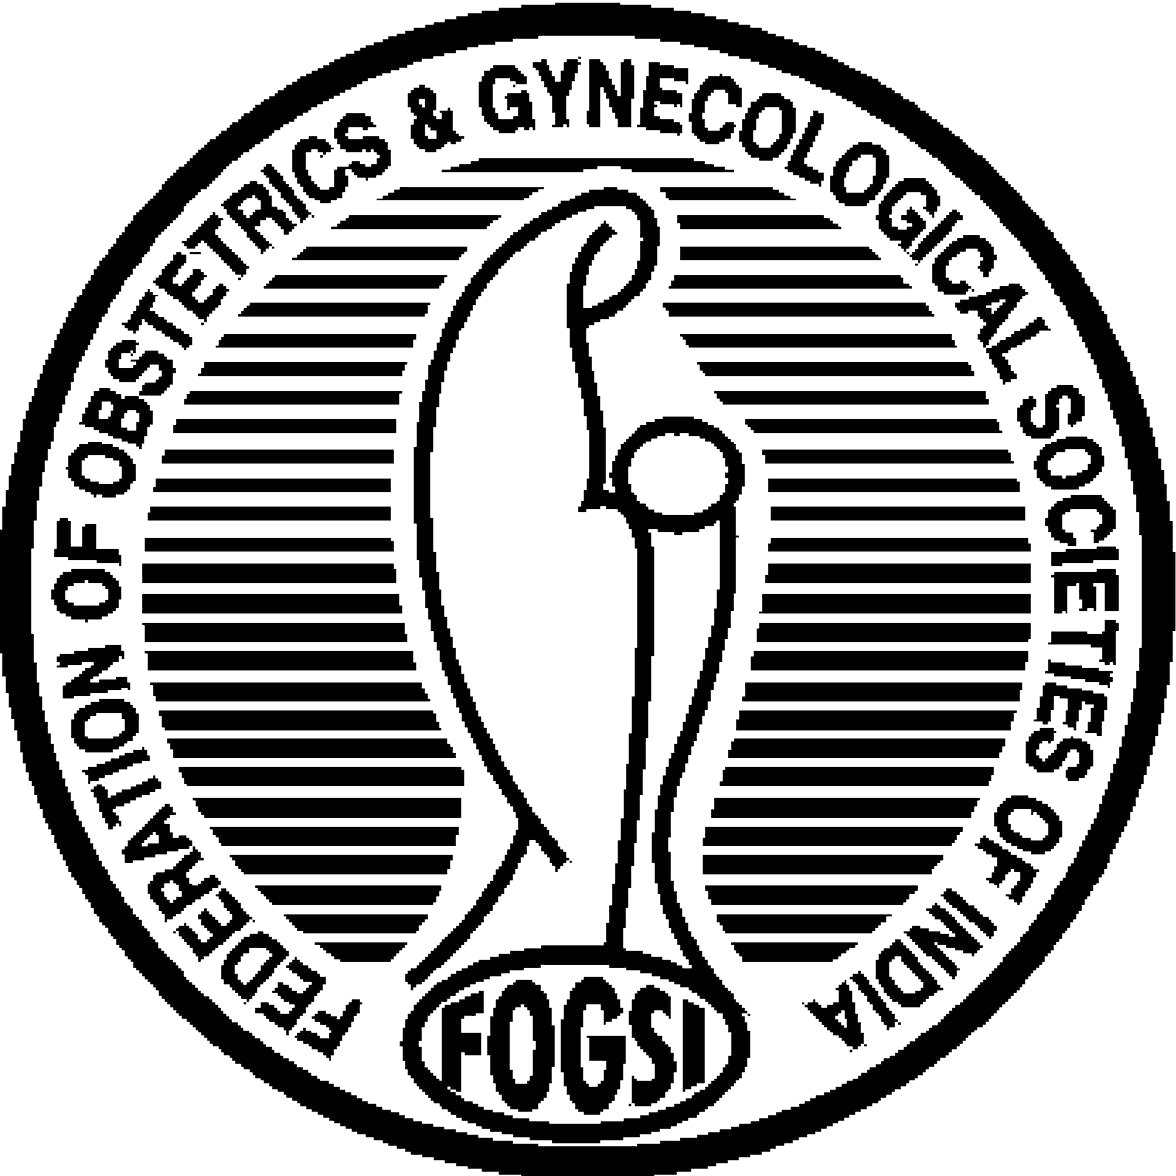 FEDERATION OF OBSTETRICS & GYNECOLOGICAL SOCIETIES OF INDIA
FOGSI